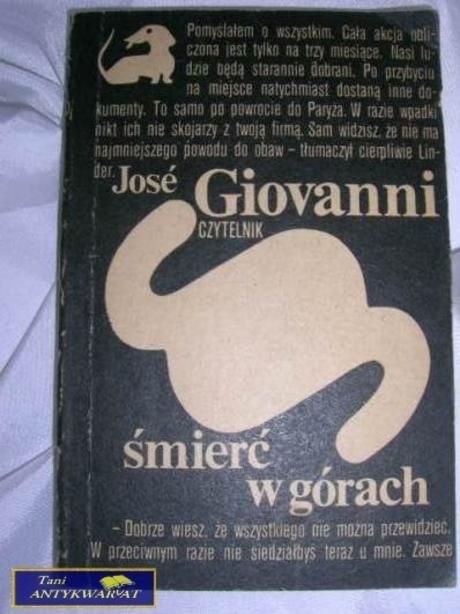 Pomyślałem o wszystkim. Cała akcja obli-
czona jest tylko na trzy miesiące. Nasi lu-
dzie będą starannie dobrani. Po przybyciu
na miejsce natychmiast dostaną inne do-
kumenty. To samo po powrocie do Paryża. W razie wpadki
nikt ich nie skojarzy z twoją firmą. Sam widzisz, że nie ma
najmniejszego powodu do obaw – tłumaczył cierpliwie Lin-
der.
José Giovanni
CZYTELNIK
śmierć
w górach
– Dobrze wiesz, że wszystkiego nie można przewidzieć.
W przeciwnym razie nie siedziałbyś teraz u mnie. Zawsze
Tani
ANTYKWARYAT